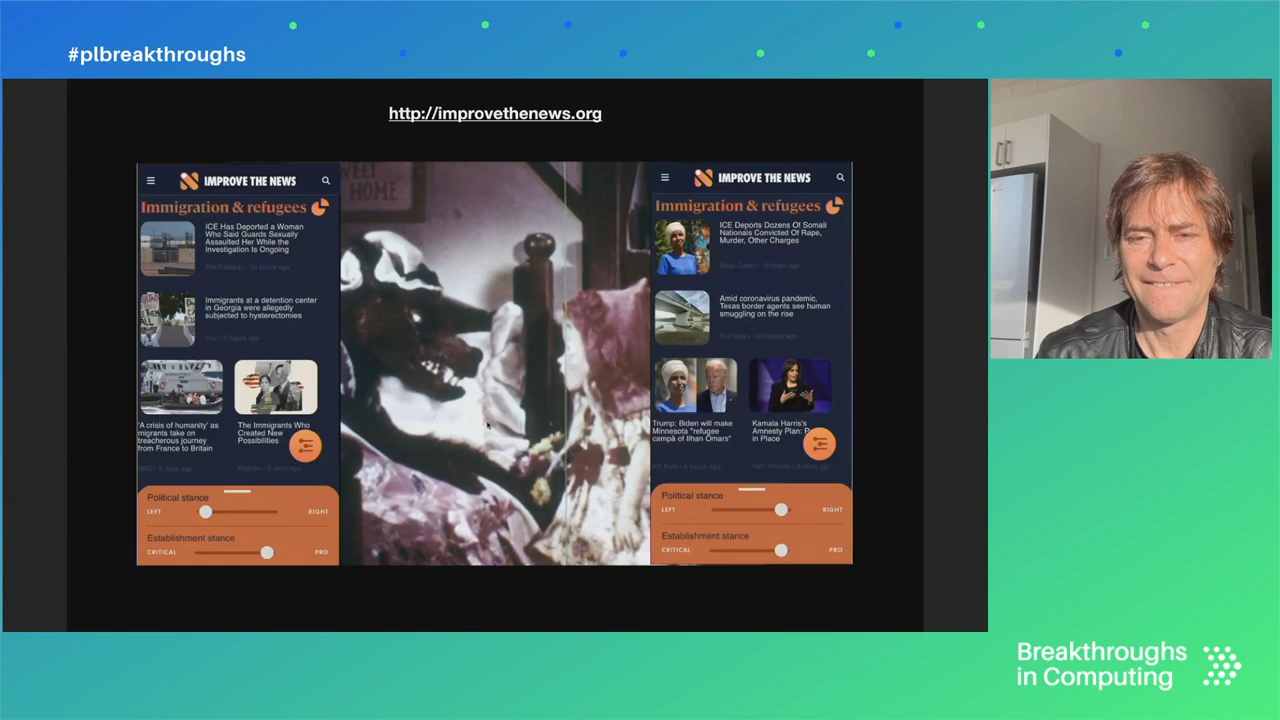 #plbreakthroughs
http://improvethenews.org
IMPROVE THE NEWS
Immigration & refugees
ICE Has Deported a Woman
Who Said Guards Sexually
Assaulted Her While the
Investigation Is Ongoing
Immigrants at a detention center
in Georgia were allegedly
subjected to hysterectomies
'A crisis of humanity' as
migrants take on
treacherous journey
from France to Britain
The Immigrants Who
Created New
Possibilities
Political stance
LEFT
RIGHT
Establishment stance
CRITICAL
PRO
HOME
IMPROVE THE NEWS
Immigration & refugees
ICE Deports Dozens Of Somali
Nationals Convicted Of Rape,
Murder, Other Charges
Amid coronavirus pandemic,
Texas border agents see human
smuggling on the rise
Trump: Biden will make
Minnesota "refugee
camp of Ilhan Omars"
Kamala Harris's
Amnesty Plan:
in Place
Political stance
LEFT
RIGHT
Establishment stance
CRITICAL
PRO
Breakthroughs
in Computing